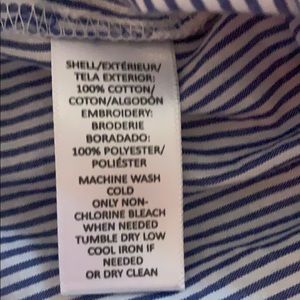 SHELL/EXTÉRIEUR/
TELA EXTERIOR:
100% COTTON/
COTON/ALGODÓN
EMBROIDERY:
BRODERIE
BORADADO:
100% POLYESTER/
POLIÉSTER
MACHINE WASH
COLD
ONLY NON-
CHLORINE BLEACH
WHEN NEEDED
TUMBLE DRY LOW
COOL IRON IF
NEEDED
OR DRY CLEAN